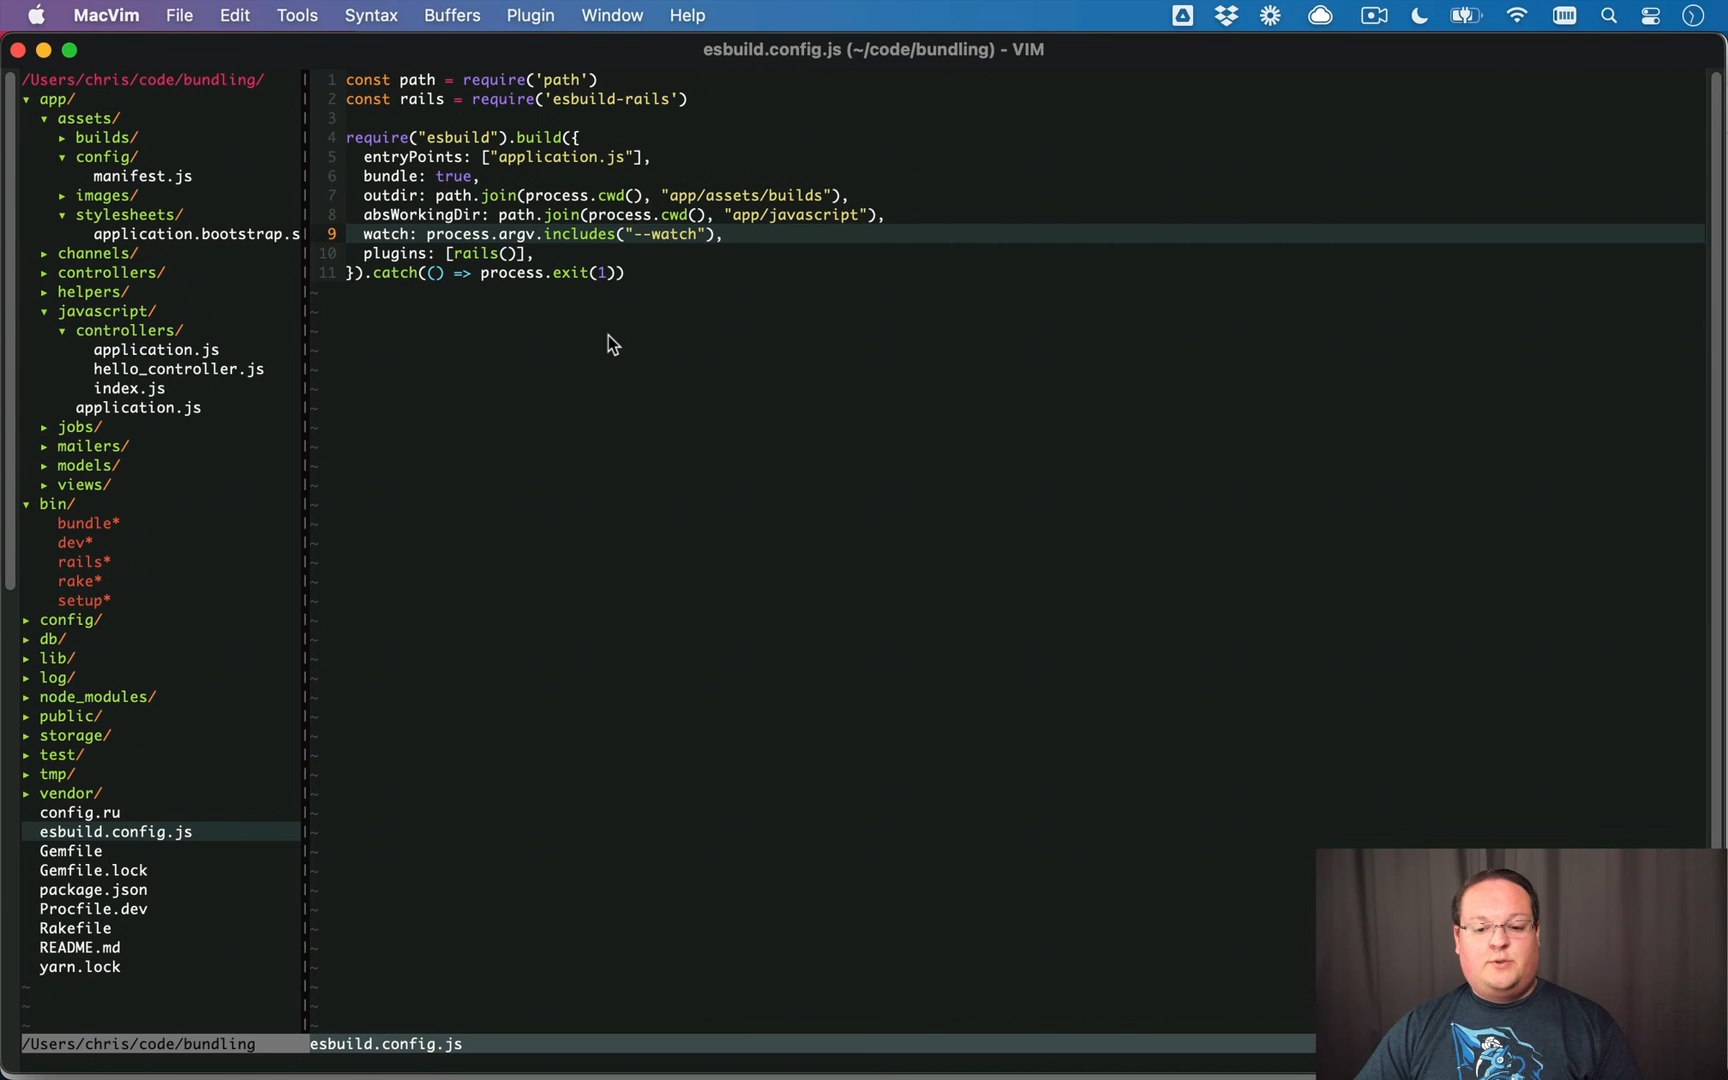 MacVim File Edit Tools Syntax Buffers Plugin Window Help
esbuild.config.js (~/code/bundling) - VIM
/Users/chris/code/bundling/
▾ app/
▾ assets/
▸ builds/
▾ config/
manifest.js
▸ images/
▾ stylesheets/
application.bootstrap.s
▸ channels/
▸ controllers/
▸ helpers/
▾ javascript/
▾ controllers/
application.js
hello_controller.js
index.js
application.js
▸ jobs/
▸ mailers/
▸ models/
▸ views/
▾ bin/
bundle*
dev*
rails*
rake*
setup*
▸ config/
▸ db/
▸ lib/
▸ log/
▸ node_modules/
▸ public/
▸ storage/
▸ test/
▸ tmp/
▸ vendor/
config.ru
esbuild.config.js
Gemfile
Gemfile.lock
package.json
Procfile.dev
Rakefile
README.md
yarn.lock
/Users/chris/code/bundling
1 const path = require('path')
2 const rails = require('esbuild-rails')
3
4 require("esbuild").build({
5 entryPoints: ["application.js"],
6 bundle: true,
7 outdir: path.join(process.cwd(), "app/assets/builds"),
8 absWorkingDir: path.join(process.cwd(), "app/javascript"),
9 watch: process.argv.includes("--watch"),
10 plugins: [rails()],
11 }).catch(() => process.exit(1))
esbuild.config.js